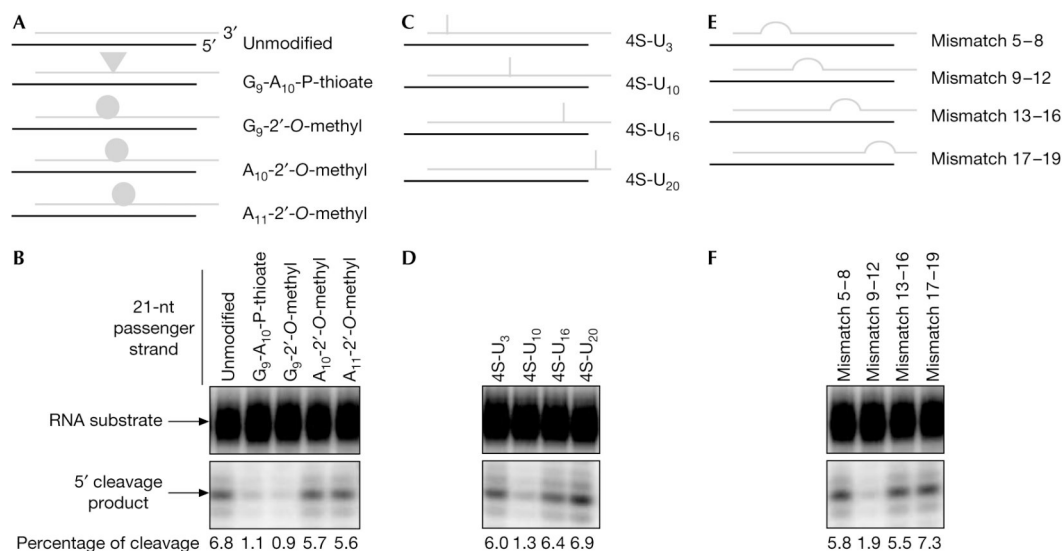 A
3′
5′
Unmodified
G9-A10-P-thioate
G9-2′-O-methyl
A10-2′-O-methyl
A11-2′-O-methyl
C
4S-U3
4S-U10
4S-U16
4S-U20
E
Mismatch 5–8
Mismatch 9–12
Mismatch 13–16
Mismatch 17–19
B
21-nt
passenger
strand
Unmodified
G9-A10-P-thioate
G9-2′-O-methyl
A10-2′-O-methyl
A11-2′-O-methyl
RNA substrate
5′ cleavage
product
Percentage of cleavage 6.8 1.1 0.9 5.7 5.6
D
4S-U3
4S-U10
4S-U16
4S-U20
6.0 1.3 6.4 6.9
F
Mismatch 5–8
Mismatch 9–12
Mismatch 13–16
Mismatch 17–19
5.8 1.9 5.5 7.3